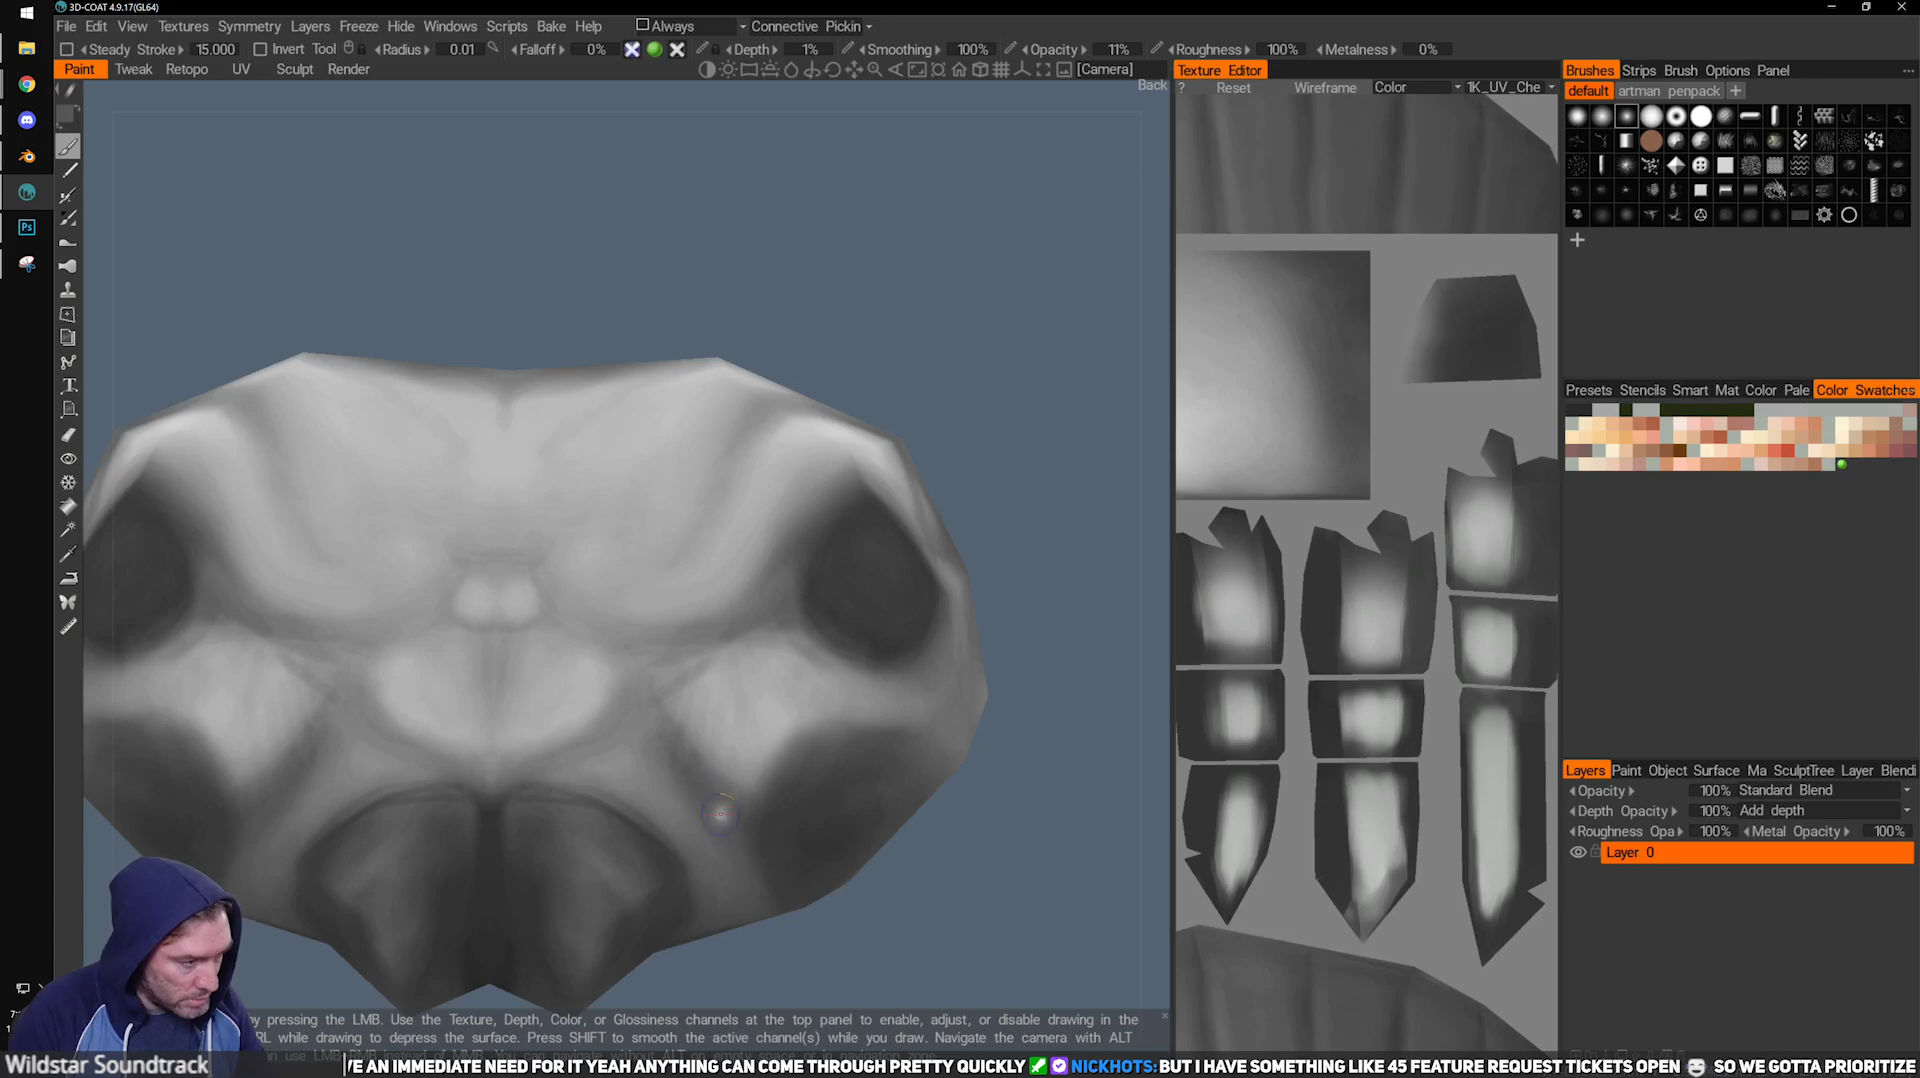 3D-COAT 4.9.17(GL64)
File Edit View Textures Symmetry Layers Freeze Hide Windows Scripts Bake Help Always Connective Pickin
Steady Stroke 15.000 Invert Tool Radius 0.01 Falloff 0% Depth 1% Smoothing 100% Opacity 11% Roughness 100% Metalness 0%
Paint Tweak Retopo UV Sculpt Render [Camera]
Back
Texture Editor
? Reset Wireframe Color 1K_UV_Che
Brushes Strips Brush Options Panel
default artman penpack +
Presets Stencils Smart Mat Color Pale Color Swatches
Layers Paint Object Surface Ma SculptTree Layer Blendi
Opacity 100% Standard Blend
Depth Opacity 100% Add depth
Roughness Opa 100% Metal Opacity 100%
Layer 0
by pressing the LMB. Use the Texture, Depth, Color, or Glossiness channels at the top panel to enable, adjust, or disable drawing in the
RL while drawing to depress the surface. Press SHIFT to smooth the active channel(s) while you draw. Navigate the camera with ALT
Wildstar Soundtrack
'VE AN IMMEDIATE NEED FOR IT YEAH ANYTHING CAN COME THROUGH PRETTY QUICKLY NICKHOTS: BUT I HAVE SOMETHING LIKE 45 FEATURE REQUEST TICKETS OPEN SO WE GOTTA PRIORITIZE